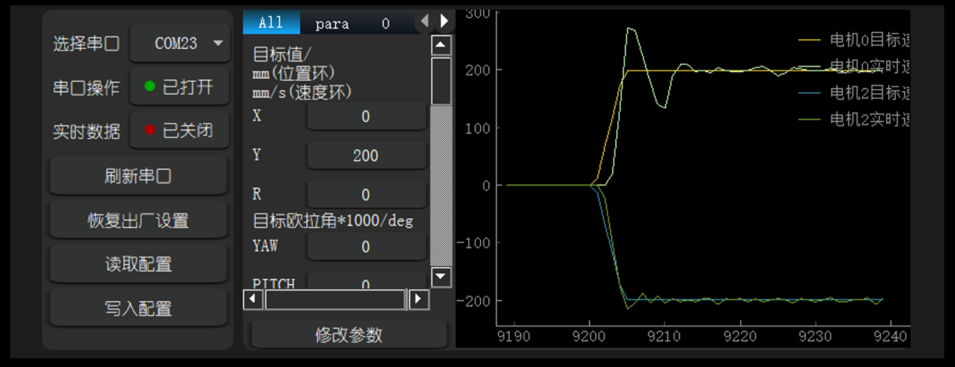 选择串口 COM23
串口操作 已打开
实时数据 已关闭
刷新串口
恢复出厂设置
读取配置
写入配置
All para 0
目标值/
mm(位置环)
mm/s(速度环)
X 0
Y 200
R 0
目标欧拉角*1000/deg
YAW 0
PITCH 0
修改参数
300
200
100
0
-100
-200
9190 9200 9210 9220 9230 9240
电机0目标速
电机0实时速
电机2目标速
电机2实时速